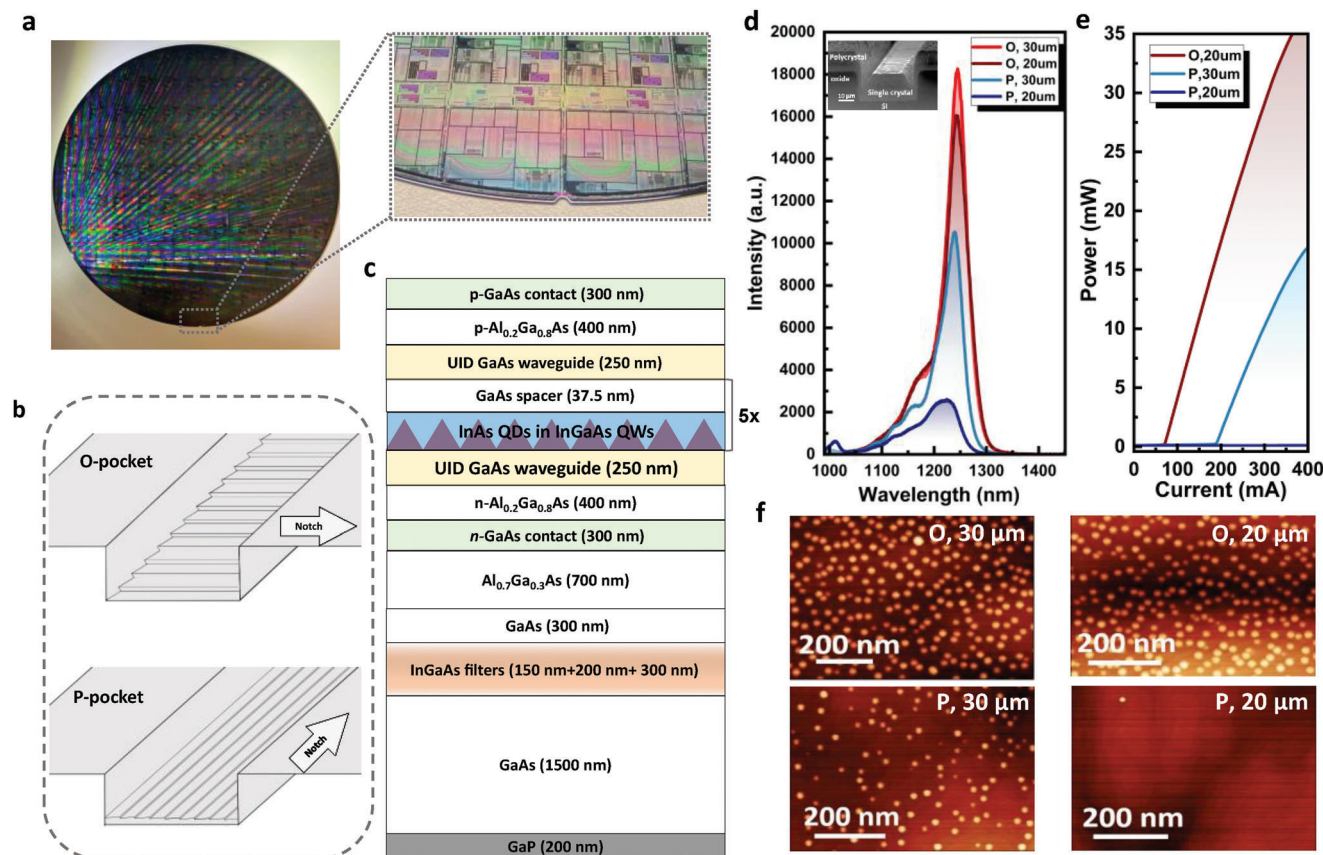 a
b
O-pocket
Notch
P-pocket
Notch
c
p-GaAs contact (300 nm)
p-Al0.2Ga0.8As (400 nm)
UID GaAs waveguide (250 nm)
GaAs spacer (37.5 nm)
5x
InAs QDs in InGaAs QWs
UID GaAs waveguide (250 nm)
n-Al0.2Ga0.8As (400 nm)
n-GaAs contact (300 nm)
Al0.7Ga0.3As (700 nm)
GaAs (300 nm)
InGaAs filters (150 nm+200 nm+ 300 nm)
GaAs (1500 nm)
GaP (200 nm)
d
Intensity (a.u.)
20000
18000
16000
14000
12000
10000
8000
6000
4000
2000
0
1000
1100
1200
1300
1400
Wavelength (nm)
Polycrystal
oxide
10 µm
Single crystal
Si
O, 30um
O, 20um
P, 30um
P, 20um
e
Power (mW)
35
30
25
20
15
10
5
0
0
100
200
300
400
Current (mA)
O,20um
P,30um
P,20um
f
O, 30 µm
200 nm
O, 20 µm
200 nm
P, 30 µm
200 nm
P, 20 µm
200 nm